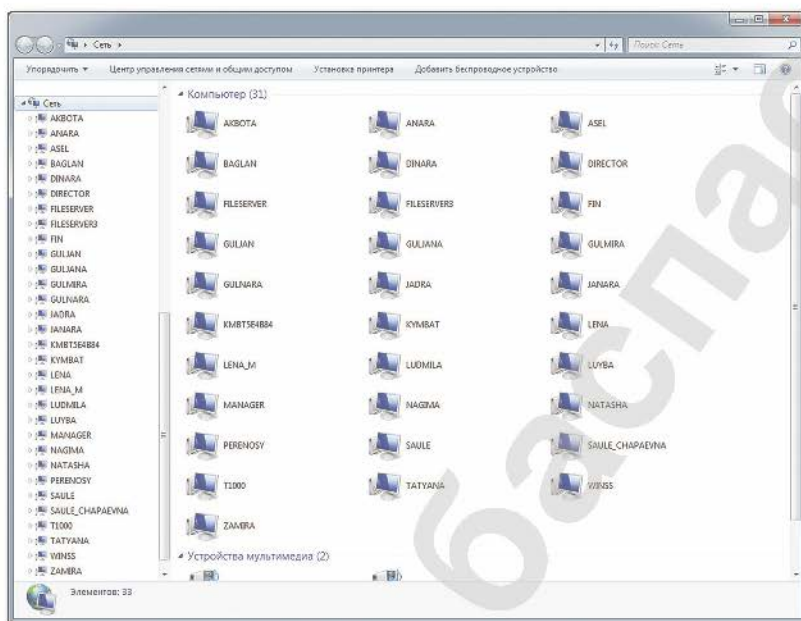 Сеть
Поиск: Сеть
Упорядочить Центр управления сетями и общим доступом Установка принтера Добавить беспроводное устройство
Сеть
AKBOTA
ANARA
ASEL
BAGLAN
DINARA
DIRECTOR
FILESERVER
FILESERVER3
FIN
GULJAN
GULJANA
GULMIRA
GULNARA
JADRA
JANARA
KMBT5E4B84
KYMBAT
LENA
LENA_M
LUDMILA
LUYBA
MANAGER
NAGIMA
NATASHA
PERENOSY
SAULE
SAULE_CHAPAEVNA
T1000
TATYANA
WINSS
ZAMIRA
Компьютер (31)
AKBOTA ANARA ASEL
BAGLAN DINARA DIRECTOR
FILESERVER FILESERVER3 FIN
GULJAN GULJANA GULMIRA
GULNARA JADRA JANARA
KMBT5E4B84 KYMBAT LENA
LENA_M LUDMILA LUYBA
MANAGER NAGIMA NATASHA
PERENOSY SAULE SAULE_CHAPAEVNA
T1000 TATYANA WINSS
ZAMIRA
Устройства мультимедиа (2)
Элементов: 33
баспас